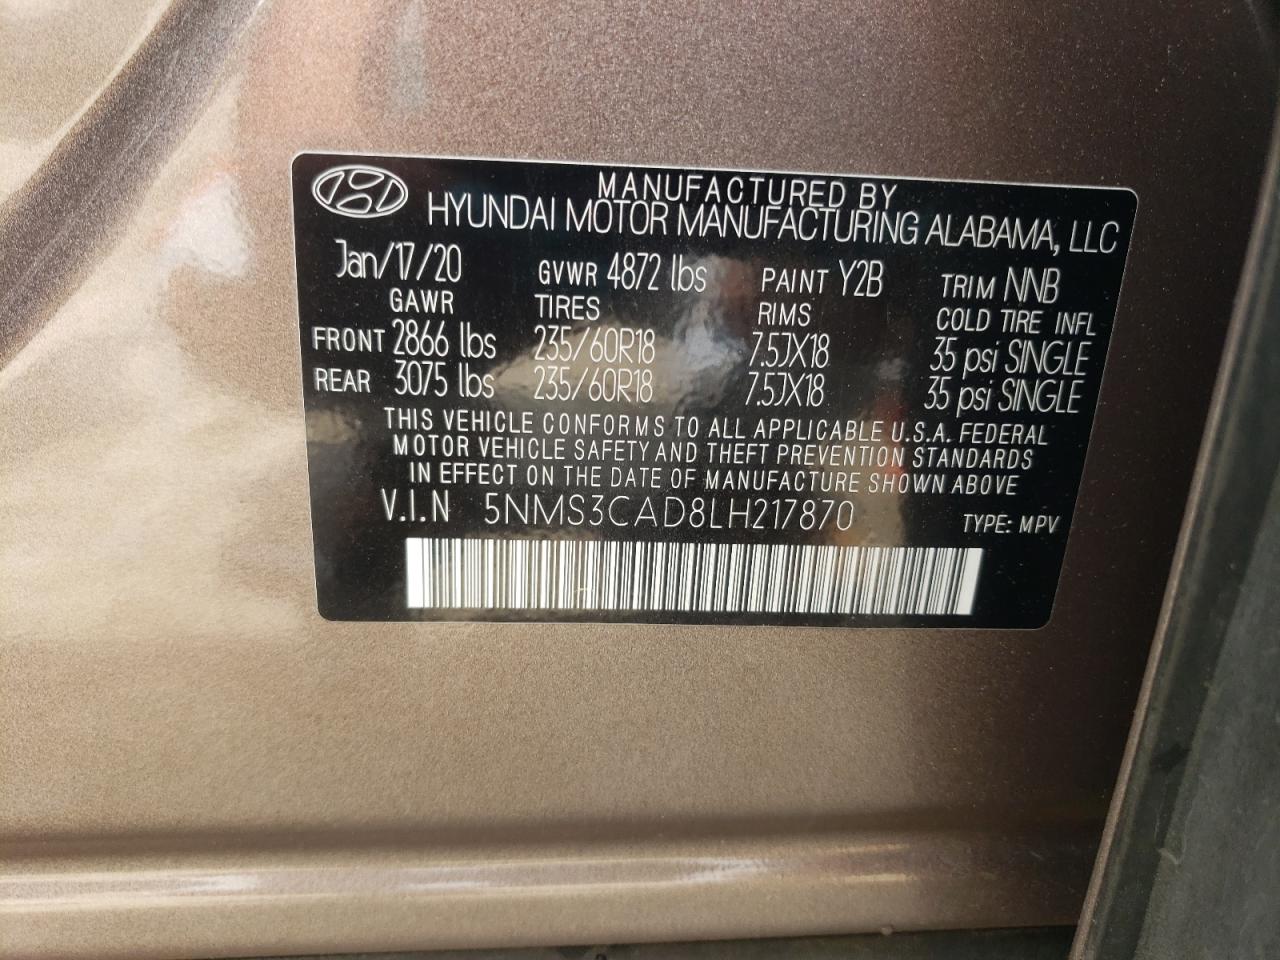 MANUFACTURED BY
HYUNDAI MOTOR MANUFACTURING ALABAMA, LLC
Jan/17/20 GVWR 4872 lbs PAINT Y2B TRIM NNB
GAWR TIRES RIMS COLD TIRE INFL
FRONT 2866 lbs 235/60R18 7.5JX18 35 psi SINGLE
REAR 3075 lbs 235/60R18 7.5JX18 35 psi SINGLE
THIS VEHICLE CONFORMS TO ALL APPLICABLE U.S.A. FEDERAL
MOTOR VEHICLE SAFETY AND THEFT PREVENTION STANDARDS
IN EFFECT ON THE DATE OF MANUFACTURE SHOWN ABOVE
V.I.N 5NMS3CAD8LH217870 TYPE: MPV